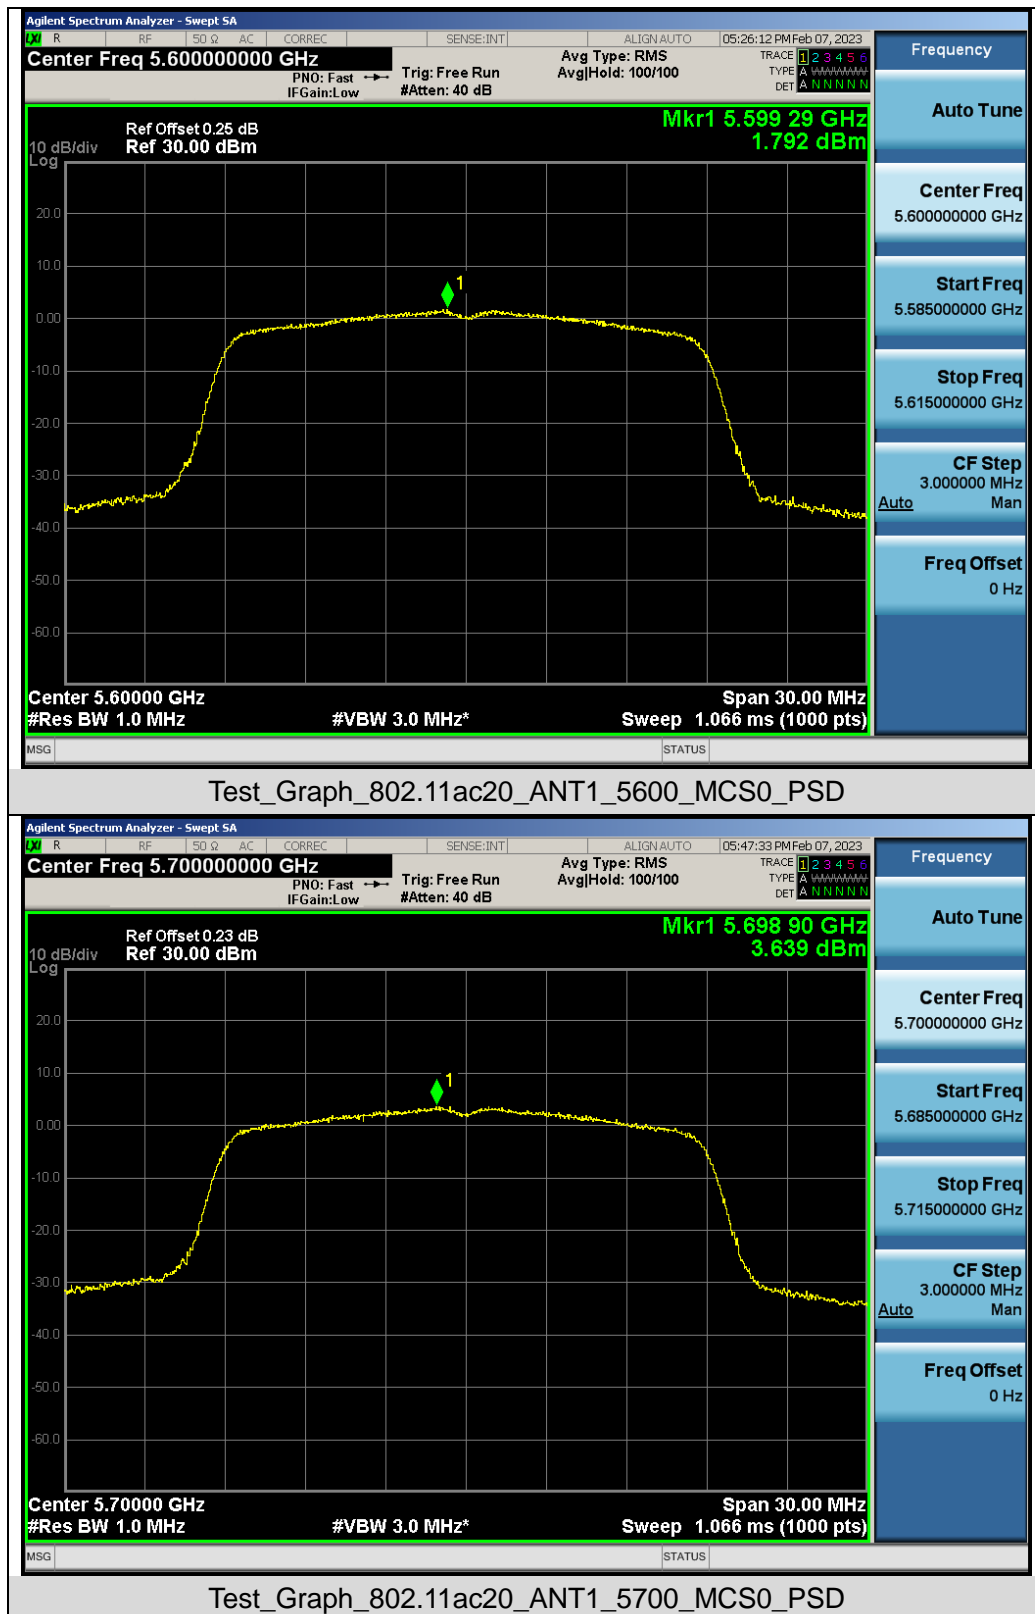 Agilent Spectrum Analyzer - Swept SA
LXI R RF 50 Ω AC CORREC SENSE:INT ALIGN AUTO 05:26:12 PM Feb 07, 2023
Center Freq 5.600000000 GHz
PNO: Fast
IFGain:Low
Trig: Free Run
#Atten: 40 dB
Avg Type: RMS
Avg|Hold: 100/100
TRACE 1 2 3 4 5 6
TYPE A WWWWW
DET A N N N N N
Ref Offset 0.25 dB
Ref 30.00 dBm
10 dB/div
Log
Mkr1 5.599 29 GHz
1.792 dBm
1
20.0
10.0
0.00
-10.0
-20.0
-30.0
-40.0
-50.0
-60.0
Center 5.60000 GHz
Span 30.00 MHz
#Res BW 1.0 MHz
#VBW 3.0 MHz*
Sweep 1.066 ms (1000 pts)
MSG
STATUS
Frequency
Auto Tune
Center Freq
5.600000000 GHz
Start Freq
5.585000000 GHz
Stop Freq
5.615000000 GHz
CF Step
3.000000 MHz
Auto Man
Freq Offset
0 Hz
Test_Graph_802.11ac20_ANT1_5600_MCS0_PSD
Agilent Spectrum Analyzer - Swept SA
LXI R RF 50 Ω AC CORREC SENSE:INT ALIGN AUTO 05:47:33 PM Feb 07, 2023
Center Freq 5.700000000 GHz
PNO: Fast
IFGain:Low
Trig: Free Run
#Atten: 40 dB
Avg Type: RMS
Avg|Hold: 100/100
TRACE 1 2 3 4 5 6
TYPE A WWWWW
DET A N N N N N
Ref Offset 0.23 dB
Ref 30.00 dBm
10 dB/div
Log
Mkr1 5.698 90 GHz
3.639 dBm
1
20.0
10.0
0.00
-10.0
-20.0
-30.0
-40.0
-50.0
-60.0
Center 5.70000 GHz
Span 30.00 MHz
#Res BW 1.0 MHz
#VBW 3.0 MHz*
Sweep 1.066 ms (1000 pts)
MSG
STATUS
Frequency
Auto Tune
Center Freq
5.700000000 GHz
Start Freq
5.685000000 GHz
Stop Freq
5.715000000 GHz
CF Step
3.000000 MHz
Auto Man
Freq Offset
0 Hz
Test_Graph_802.11ac20_ANT1_5700_MCS0_PSD